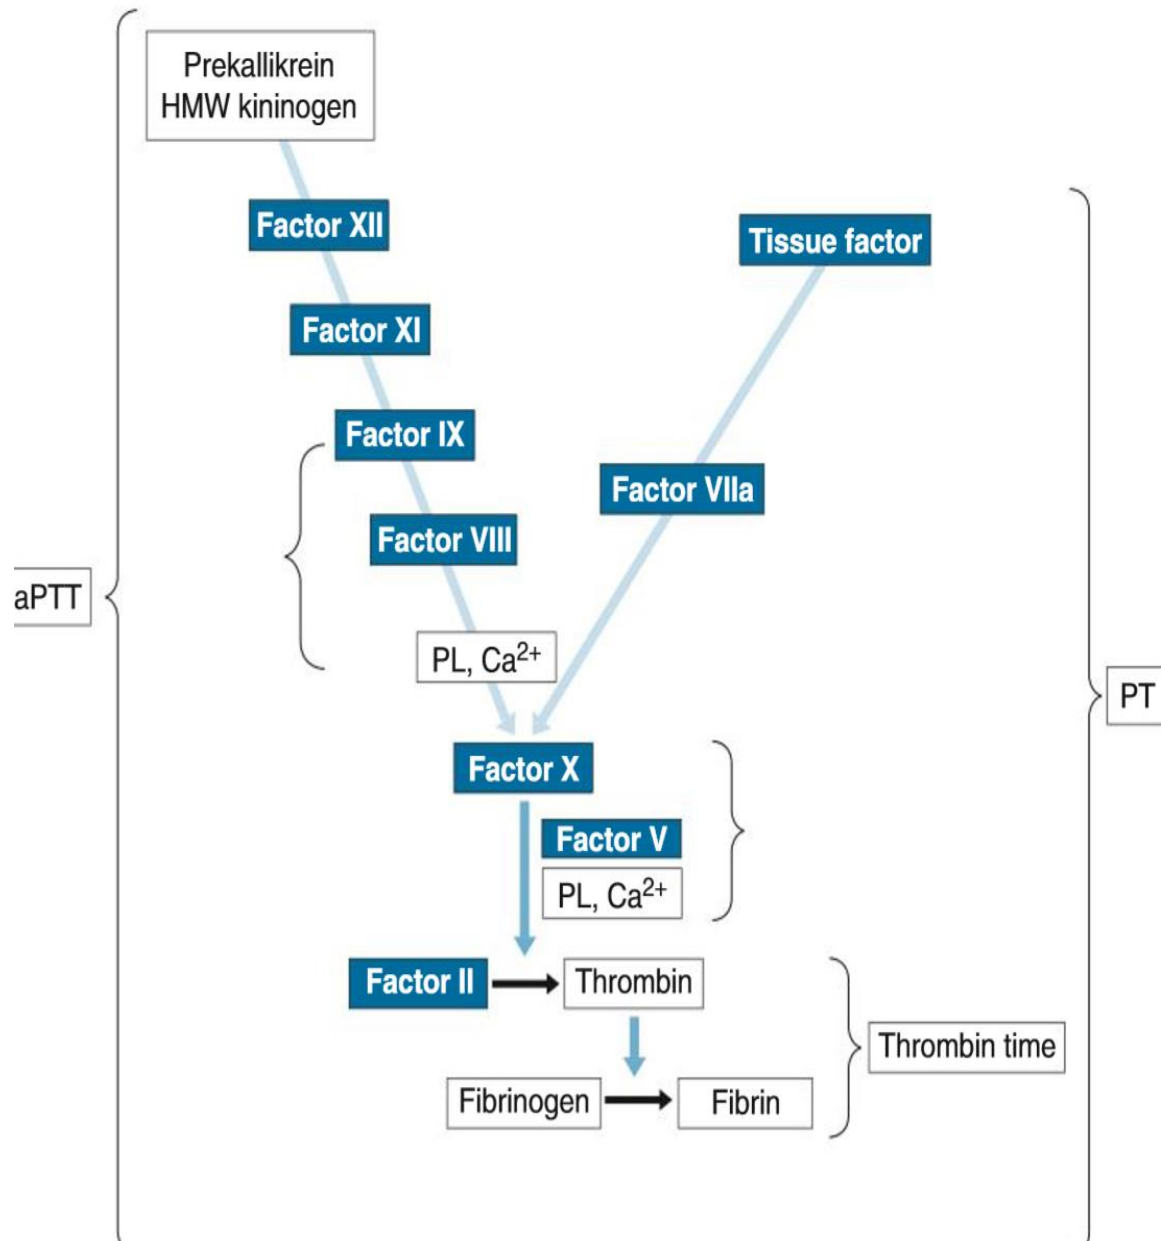 Prekallikrein
HMW kininogen
Factor XII
Tissue factor
Factor XI
Factor IX
Factor VIIa
Factor VIII
aPTT
PL, Ca²⁺
PT
Factor X
Factor V
PL, Ca²⁺
Factor II
Thrombin
Thrombin time
Fibrinogen
Fibrin